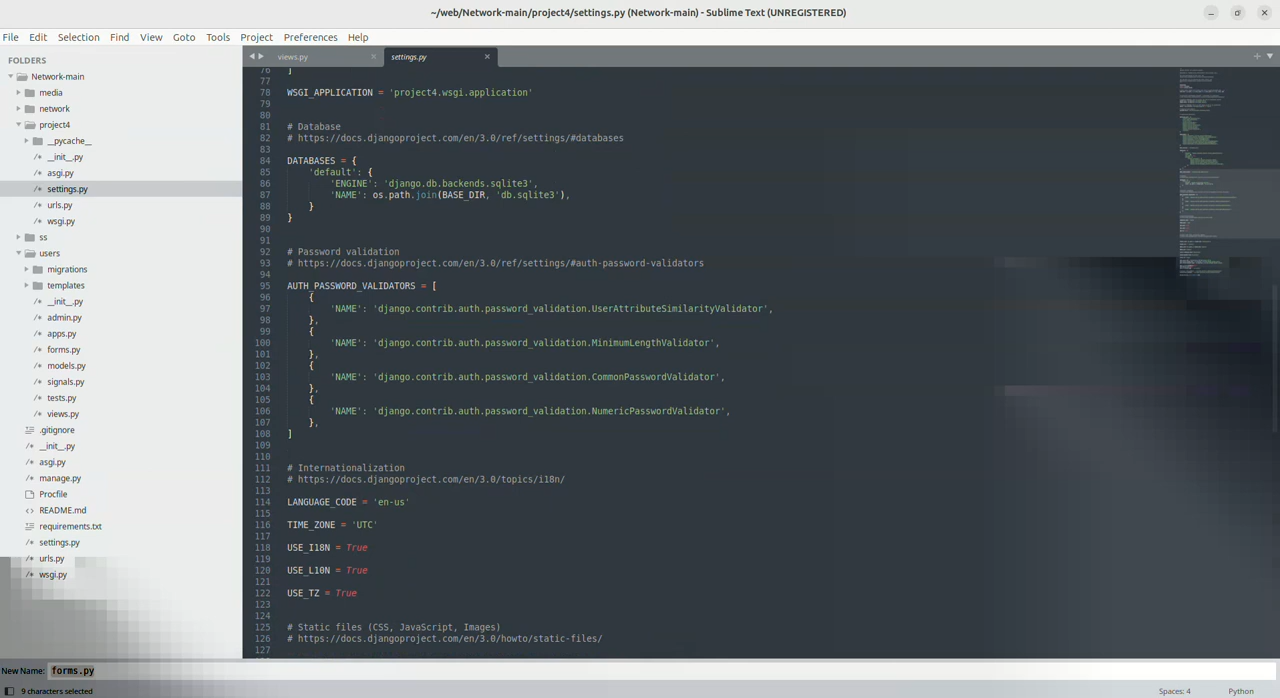 ~/web/Network-main/project4/settings.py (Network-main) - Sublime Text (UNREGISTERED)
File Edit Selection Find View Goto Tools Project Preferences Help
FOLDERS
Network-main
media
network
project4
__pycache__
__init__.py
asgi.py
settings.py
urls.py
wsgi.py
ss
users
migrations
templates
__init__.py
admin.py
apps.py
forms.py
models.py
signals.py
tests.py
views.py
.gitignore
__init__.py
asgi.py
manage.py
Procfile
README.md
requirements.txt
settings.py
urls.py
wsgi.py
views.py settings.py
76 ]
77
78 WSGI_APPLICATION = 'project4.wsgi.application'
79
80
81 # Database
82 # https://docs.djangoproject.com/en/3.0/ref/settings/#databases
83
84 DATABASES = {
85 'default': {
86 'ENGINE': 'django.db.backends.sqlite3',
87 'NAME': os.path.join(BASE_DIR, 'db.sqlite3'),
88 }
89 }
90
91
92 # Password validation
93 # https://docs.djangoproject.com/en/3.0/ref/settings/#auth-password-validators
94
95 AUTH_PASSWORD_VALIDATORS = [
96 {
97 'NAME': 'django.contrib.auth.password_validation.UserAttributeSimilarityValidator',
98 },
99 {
100 'NAME': 'django.contrib.auth.password_validation.MinimumLengthValidator',
101 },
102 {
103 'NAME': 'django.contrib.auth.password_validation.CommonPasswordValidator',
104 },
105 {
106 'NAME': 'django.contrib.auth.password_validation.NumericPasswordValidator',
107 },
108 ]
109
110
111 # Internationalization
112 # https://docs.djangoproject.com/en/3.0/topics/i18n/
113
114 LANGUAGE_CODE = 'en-us'
115
116 TIME_ZONE = 'UTC'
117
118 USE_I18N = True
119
120 USE_L10N = True
121
122 USE_TZ = True
123
124
125 # Static files (CSS, JavaScript, Images)
126 # https://docs.djangoproject.com/en/3.0/howto/static-files/
127
New Name: forms.py
9 characters selected Spaces: 4 Python